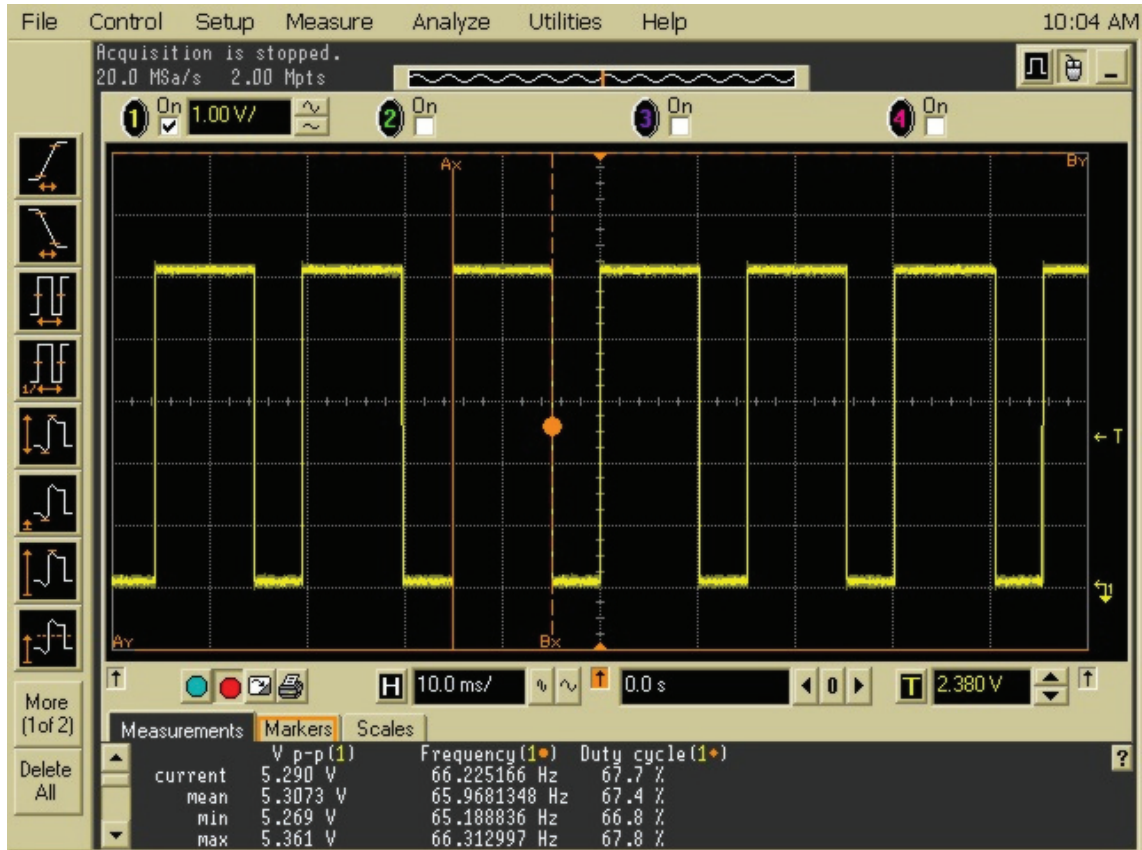 File Control Setup Measure Analyze Utilities Help 10:04 AM
Acquisition is stopped.
20.0 MSa/s 2.00 Mpts
1 On 1.00 V/ 2 On 3 On 4 On
Ax By
T
1
Ay Bx
H 10.0 ms/ 0.0 s 0 T 2.380 V
More
(1of 2)
Delete
All
Measurements Markers Scales
V p-p(1) Frequency(1) Duty cycle(1)
current 5.290 V 66.225166 Hz 67.7 %
mean 5.3073 V 65.9681348 Hz 67.4 %
min 5.269 V 65.188836 Hz 66.8 %
max 5.361 V 66.312997 Hz 67.8 %
?